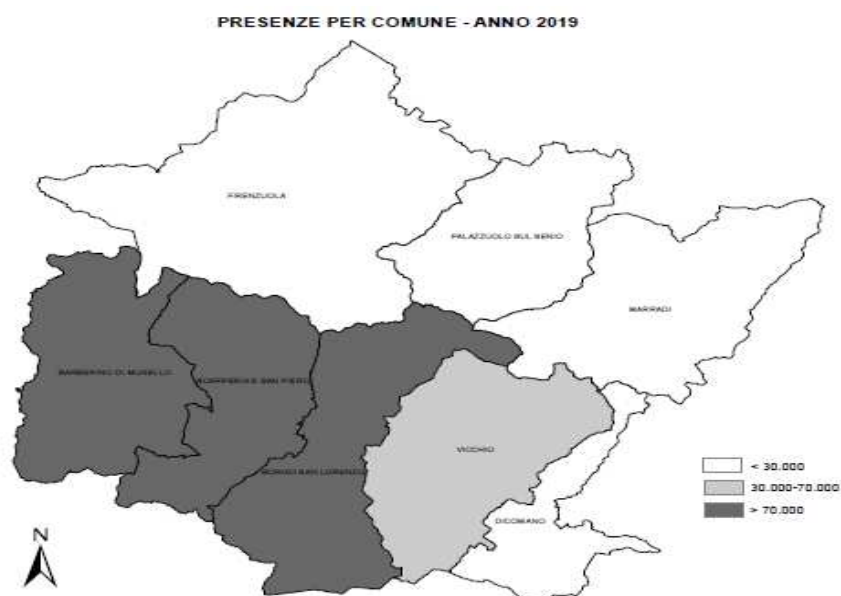 PRESENZE PER COMUNE - ANNO 2019
FIRENZUOLA
PALAZZUOLO SUL SENIO
MARRADI
BARBERINO DI MUGELLO
SCARPERIA E SAN PIERO
VICCHIO
BORGO SAN LORENZO
DICOMANO
< 30.000
30.000-70.000
> 70.000
N